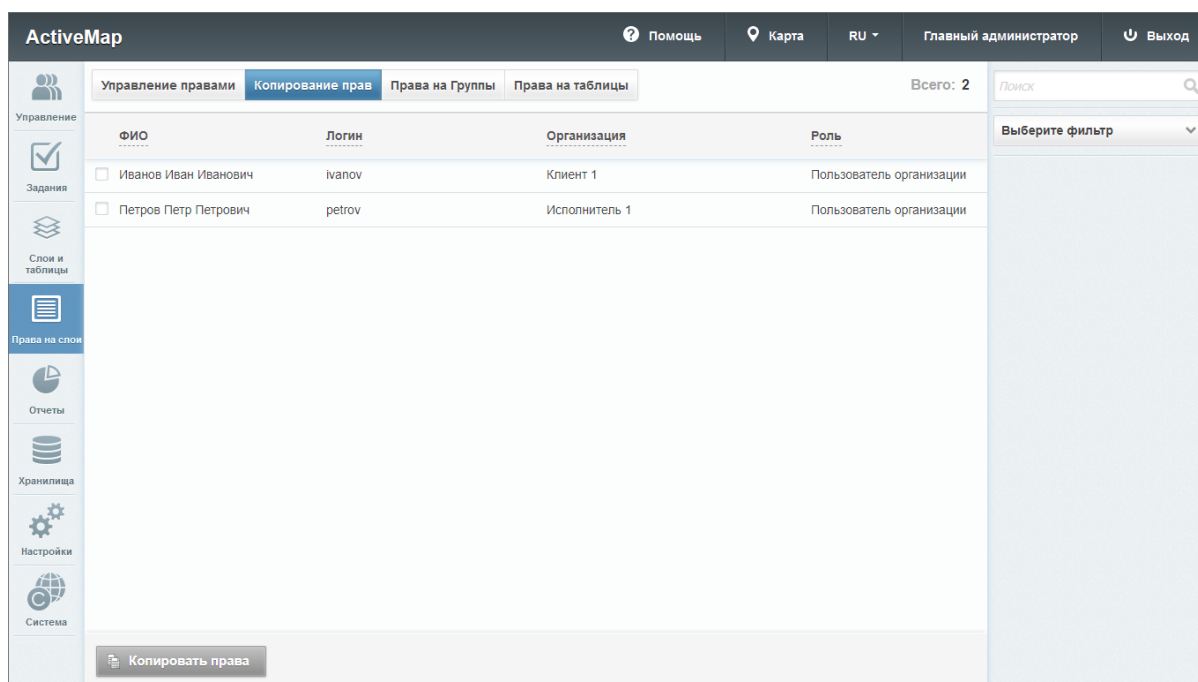 ActiveMap
Помощь
Карта
RU
Главный администратор
Выход
Управление
Задания
Слои и
таблицы
Права на слои
Отчеты
Хранилища
Настройки
Система
Управление правами
Копирование прав
Права на Группы
Права на таблицы
Всего: 2
ФИО Логин Организация Роль
Иванов Иван Иванович ivanov Клиент 1 Пользователь организации
Петров Петр Петрович petrov Исполнитель 1 Пользователь организации
Копировать права
Поиск
Выберите фильтр